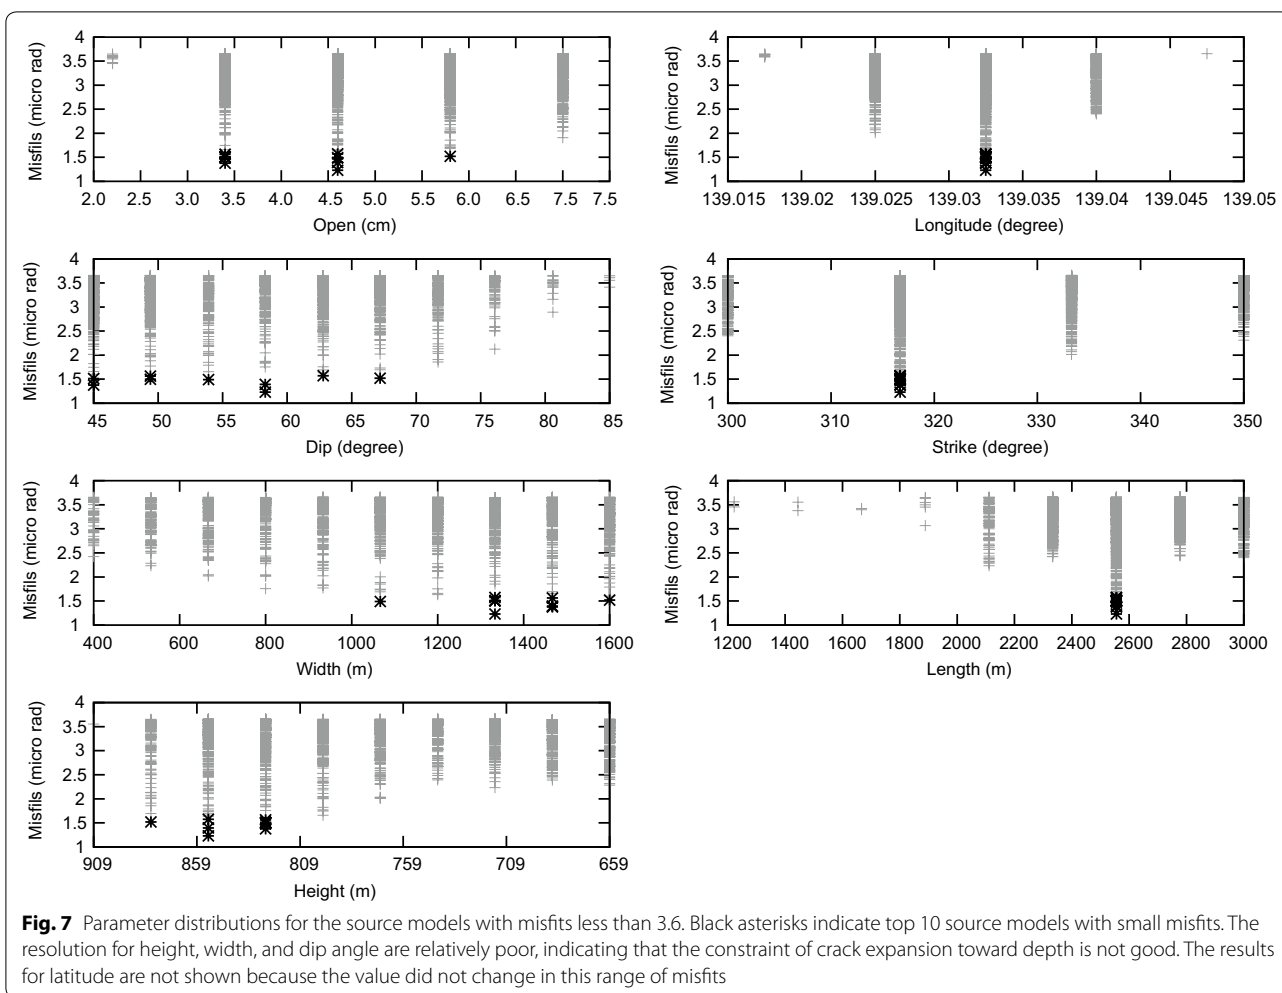 4
3.5
3
2.5
2
1.5
1
Misfils (micro rad)
2.0 2.5 3.0 3.5 4.0 4.5 5.0 5.5 6.0 6.5 7.5 7.5
Open (cm)
4
3.5
3
2.5
2
1.5
1
Misfils (micro rad)
139.015 139.02 139.025 139.03 139.035 139.04 139.045 139.05
Longitude (degree)
4
3.5
3
2.5
2
1.5
1
Misfils (micro rad)
45 50 55 60 65 70 75 80 85
Dip (degree)
4
3.5
3
2.5
2
1.5
1
Misfils (micro rad)
300 310 320 330 340 350
Strike (degree)
4
3.5
3
2.5
2
1.5
1
Misfils (micro rad)
400 600 800 1000 1200 1400 1600
Width (m)
4
3.5
3
2.5
2
1.5
1
Misfils (micro rad)
1200 1400 1600 1800 2000 2200 2400 2600 2800 3000
Length (m)
4
3.5
3
2.5
2
1.5
1
Misfils (micro rad)
909 859 809 759 709 659
Height (m)
Fig. 7 Parameter distributions for the source models with misfits less than 3.6. Black asterisks indicate top 10 source models with small misfits. The
resolution for height, width, and dip angle are relatively poor, indicating that the constraint of crack expansion toward depth is not good. The results
for latitude are not shown because the value did not change in this range of misfits